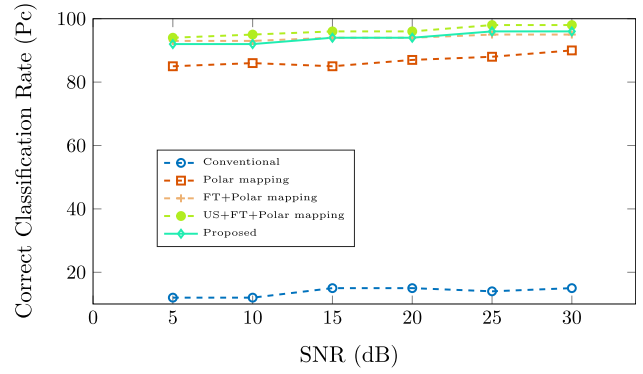 Correct Classification Rate (Pc)
100
80
60
40
20
0 5 10 15 20 25 30
SNR (dB)
Conventional
Polar mapping
FT+Polar mapping
US+FT+Polar mapping
Proposed